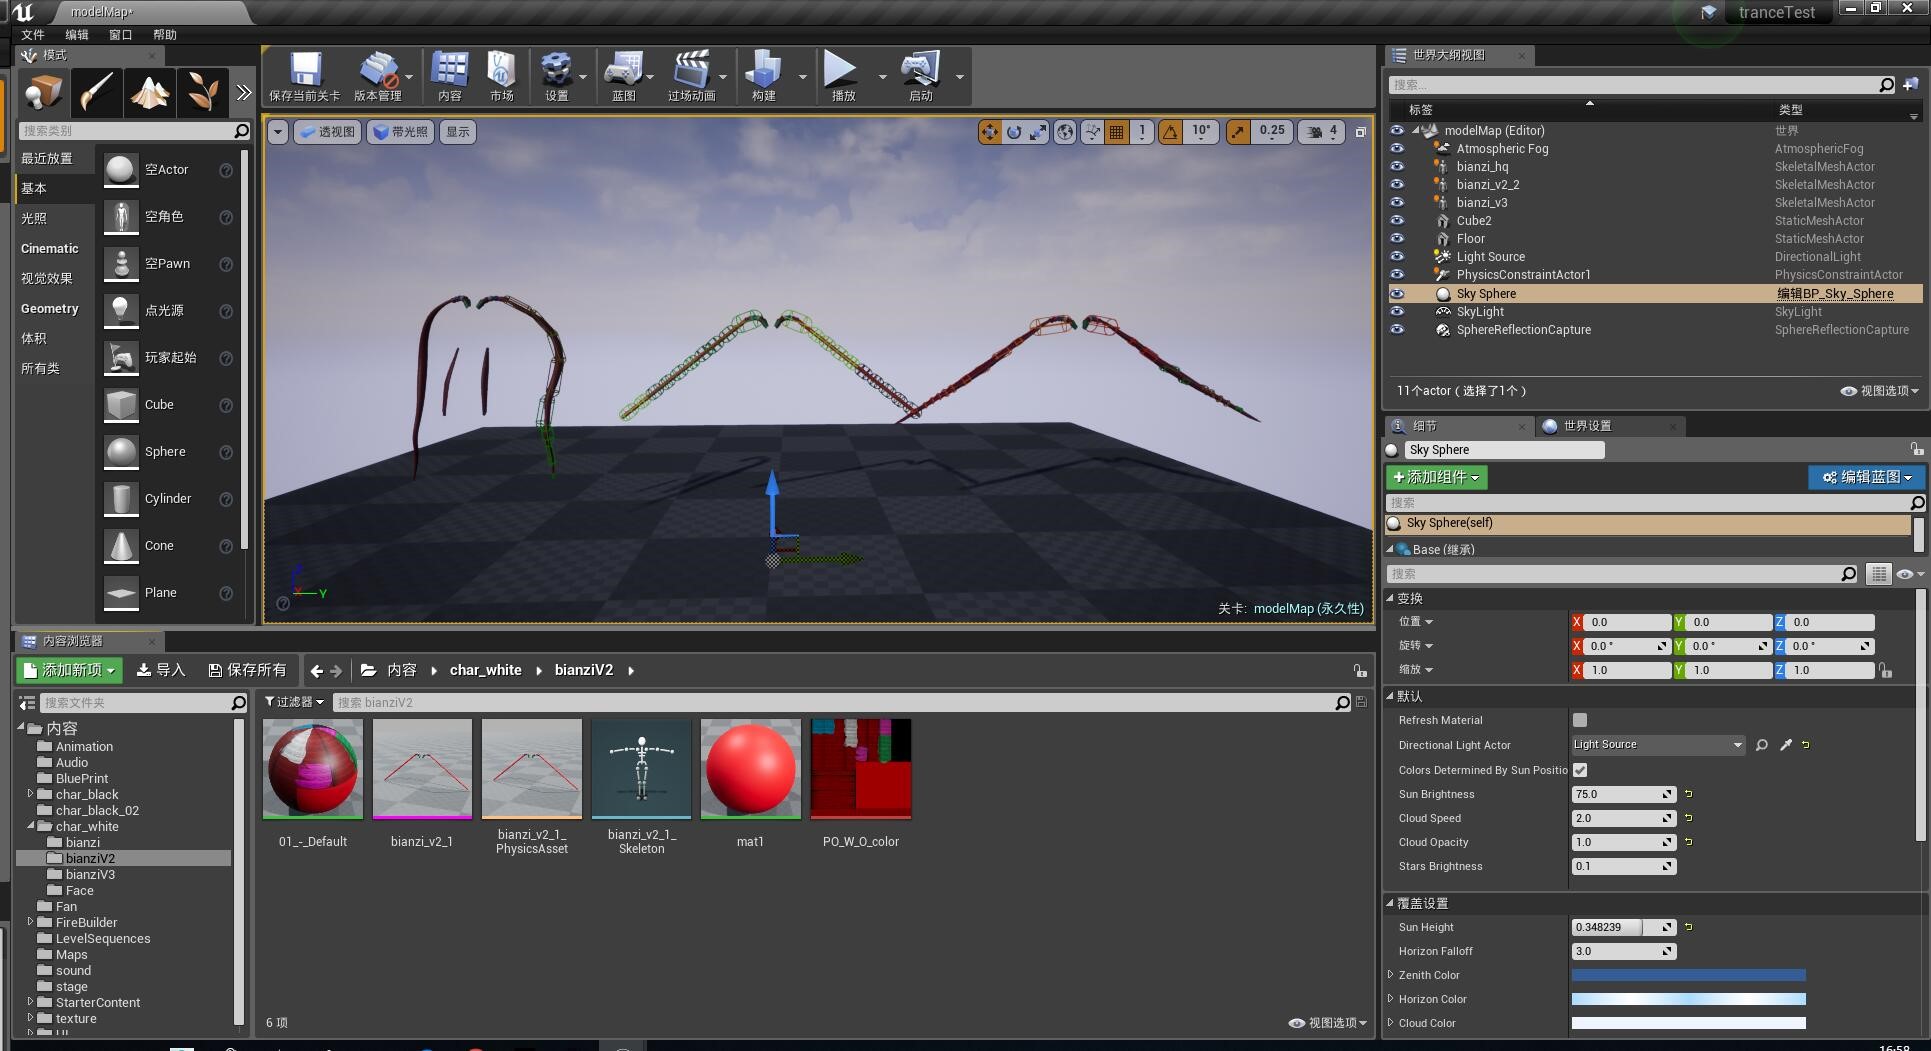 modelMap*
tranceTest
文件 编辑 窗口 帮助
模式
搜索类别
最近放置
基本
光照
Cinematic
视觉效果
Geometry
体积
所有类
空Actor
空角色
空Pawn
点光源
玩家起始
Cube
Sphere
Cylinder
Cone
Plane
保存当前关卡 版本管理 内容 市场 设置 蓝图 过场动画 构建 播放 启动
透视图 带光照 显示
1 10° 0.25 4
Z
X Y
关卡: modelMap (永久性)
世界大纲视图
搜索...
标签 类型
modelMap (Editor) 世界
Atmospheric Fog AtmosphericFog
bianzi_hq SkeletalMeshActor
bianzi_v2_2 SkeletalMeshActor
bianzi_v3 SkeletalMeshActor
Cube2 StaticMeshActor
Floor StaticMeshActor
Light Source DirectionalLight
PhysicsConstraintActor1 PhysicsConstraintActor
Sky Sphere 编辑BP_Sky_Sphere
SkyLight SkyLight
SphereReflectionCapture SphereReflectionCapture
11个actor（选择了1个） 视图选项
细节 世界设置
Sky Sphere
+添加组件 编辑蓝图
搜索
Sky Sphere(self)
Base (继承)
搜索
变换
位置 X 0.0 Y 0.0 Z 0.0
旋转 X 0.0 ° Y 0.0 ° Z 0.0 °
缩放 X 1.0 Y 1.0 Z 1.0
默认
Refresh Material
Directional Light Actor Light Source
Colors Determined By Sun Positio
Sun Brightness 75.0
Cloud Speed 2.0
Cloud Opacity 1.0
Stars Brightness 0.1
覆盖设置
Sun Height 0.348239
Horizon Falloff 3.0
Zenith Color
Horizon Color
Cloud Color
内容浏览器
添加新项 导入 保存所有 内容 char_white bianziV2
搜索文件夹
过滤器 搜索 bianziV2
内容
Animation
Audio
BluePrint
char_black
char_black_02
char_white
bianzi
bianziV2
bianziV3
Face
Fan
FireBuilder
LevelSequences
Maps
sound
stage
StarterContent
texture
UI
01_-_Default
bianzi_v2_1
bianzi_v2_1_
PhysicsAsset
bianzi_v2_1_
Skeleton
mat1
PO_W_O_color
6 项 视图选项
16:58